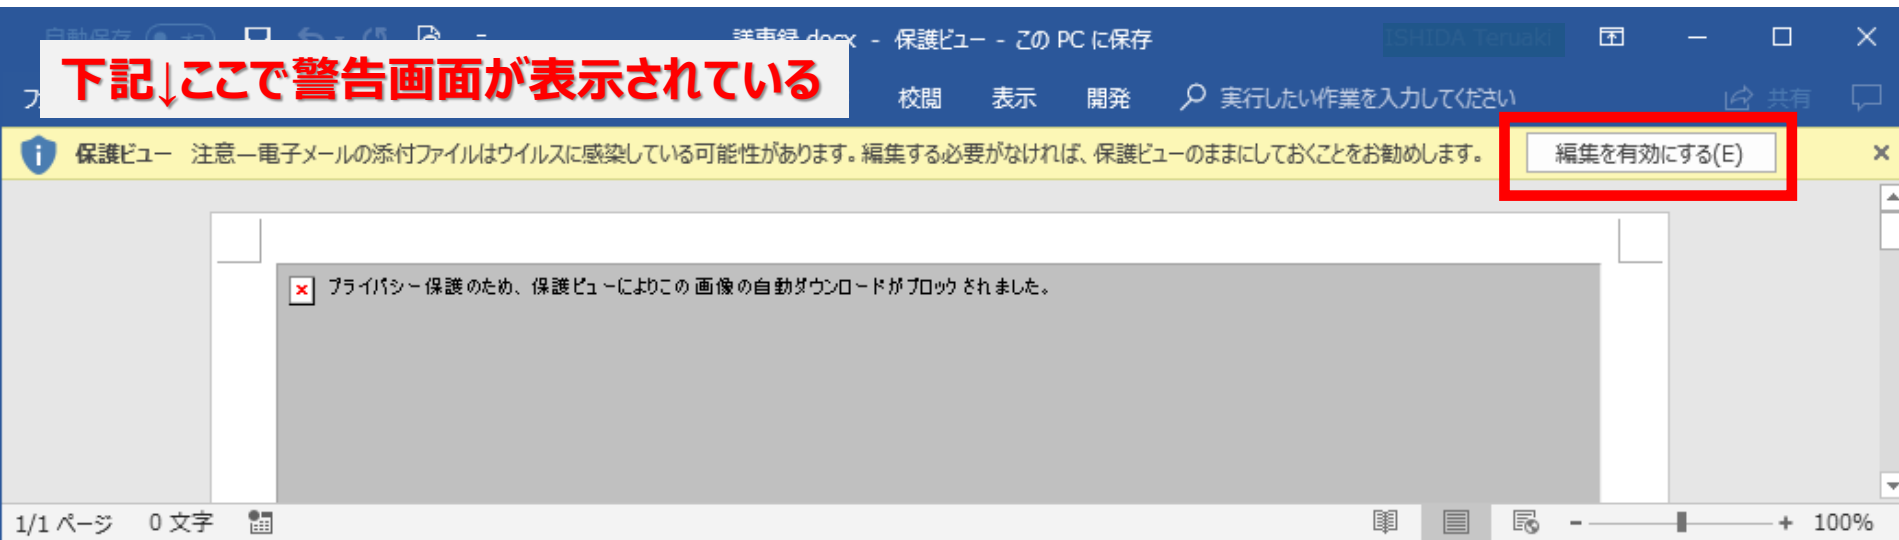 議事録.docx - 保護ビュー - この PC に保存
ISHIDA Teruaki
下記↓ここで警告画面が表示されている
校閲 表示 開発 実行したい作業を入力してください 共有
保護ビュー 注意—電子メールの添付ファイルはウイルスに感染している可能性があります。編集する必要がなければ、保護ビューのままにしておくことをお勧めします。 編集を有効にする(E)
プライバシー保護のため、保護ビューによりこの画像の自動ダウンロードがブロックされました。
1/1 ページ 0 文字 100%